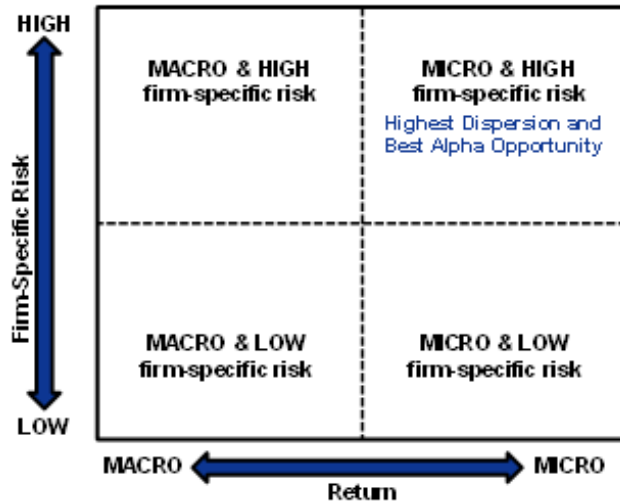 HIGH
MACRO & HIGH
firm-specific risk
MICRO & HIGH
firm-specific risk
Highest Dispersion and
Best Alpha Opportunity
Firm-Specific Risk
MACRO & LOW
firm-specific risk
MICRO & LOW
firm-specific risk
LOW
MACRO
MICRO
Return